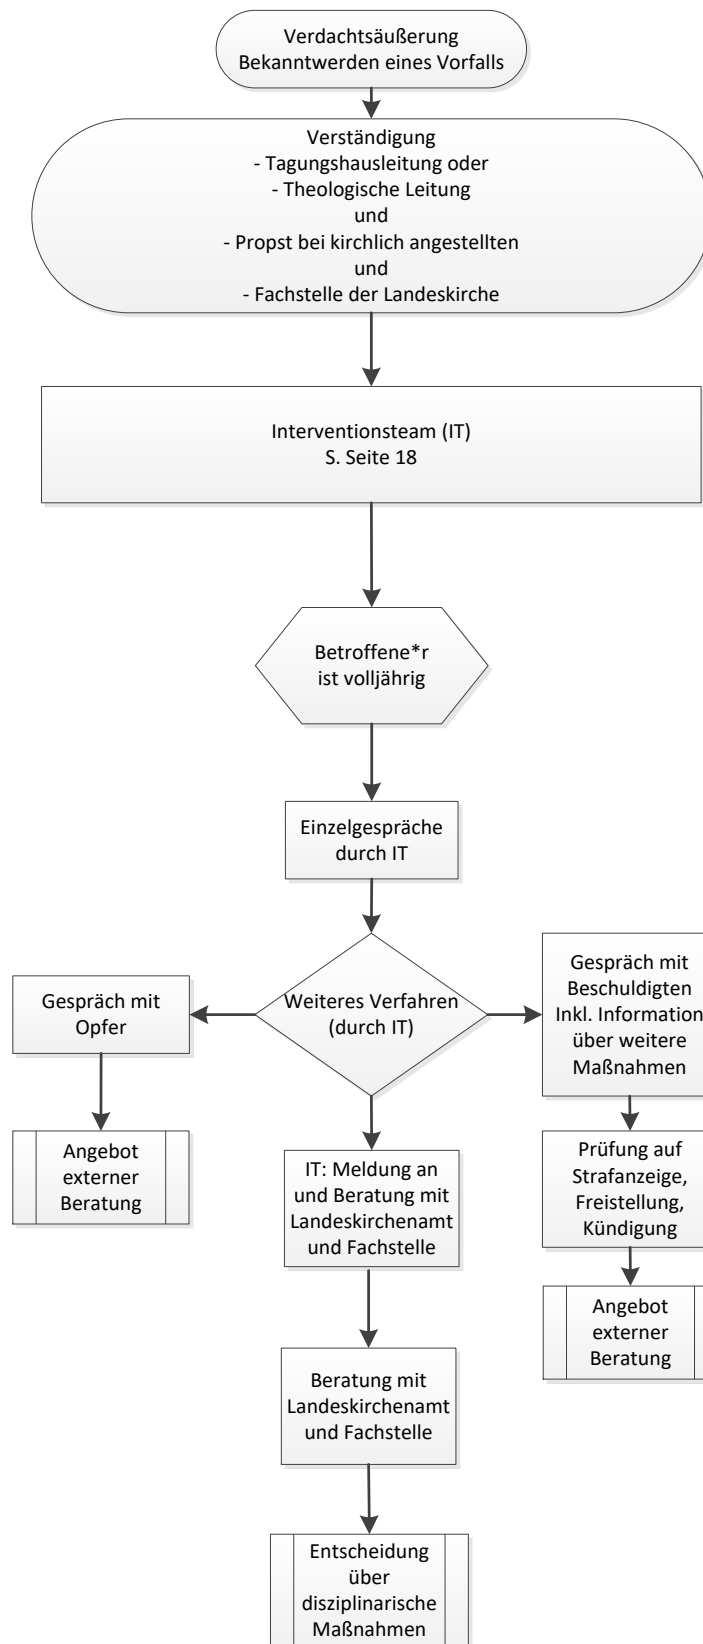 Verdachtsäußerung
Bekanntwerden eines Vorfalls
Verständigung
- Tagungshausleitung oder
- Theologische Leitung
und
- Propst bei kirchlich angestellten
und
- Fachstelle der Landeskirche
Interventionsteam (IT)
S. Seite 18
Betroffene*r
ist volljährig
Einzelgespräche
durch IT
Weiteres Verfahren
(durch IT)
Gespräch mit
Opfer
Angebot
externer
Beratung
IT: Meldung an
und Beratung mit
Landeskirchenamt
und Fachstelle
Beratung mit
Landeskirchenamt
und Fachstelle
Entscheidung
über
disziplinarische
Maßnahmen
Gespräch mit
Beschuldigten
Inkl. Information
über weitere
Maßnahmen
Prüfung auf
Strafanzeige,
Freistellung,
Kündigung
Angebot
externer
Beratung